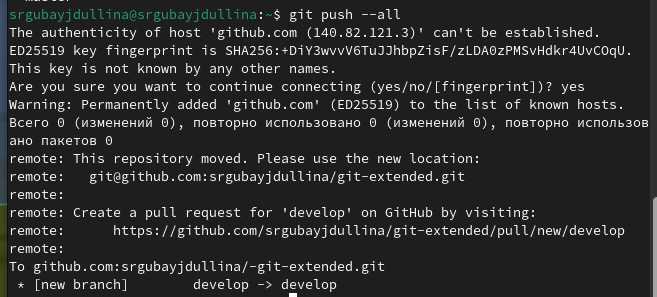 srgubayjdullina@srgubayjdullina:~$ git push --all
The authenticity of host 'github.com (140.82.121.3)' can't be established.
ED25519 key fingerprint is SHA256:+DiY3wvvV6TuJJhbpZisF/zLDA0zPMSvHdkr4UvCOqU.
This key is not known by any other names.
Are you sure you want to continue connecting (yes/no/[fingerprint])? yes
Warning: Permanently added 'github.com' (ED25519) to the list of known hosts.
Всего 0 (изменений 0), повторно использовано 0 (изменений 0), повторно использов
ано пакетов 0
remote: This repository moved. Please use the new location:
remote:   git@github.com:srgubayjdullina/git-extended.git
remote:
remote: Create a pull request for 'develop' on GitHub by visiting:
remote:      https://github.com/srgubayjdullina/git-extended/pull/new/develop
remote:
To github.com:srgubayjdullina/-git-extended.git
 * [new branch]        develop -> develop